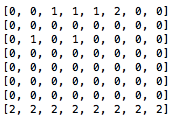 [0, 0, 1, 1, 1, 2, 0, 0]
[0, 0, 0, 0, 0, 0, 0, 0]
[0, 1, 0, 1, 0, 0, 0, 0]
[0, 0, 0, 0, 0, 0, 0, 0]
[0, 0, 0, 0, 0, 0, 0, 0]
[0, 0, 0, 0, 0, 0, 0, 0]
[0, 0, 0, 0, 0, 0, 0, 0]
[2, 2, 2, 2, 2, 2, 2, 2]